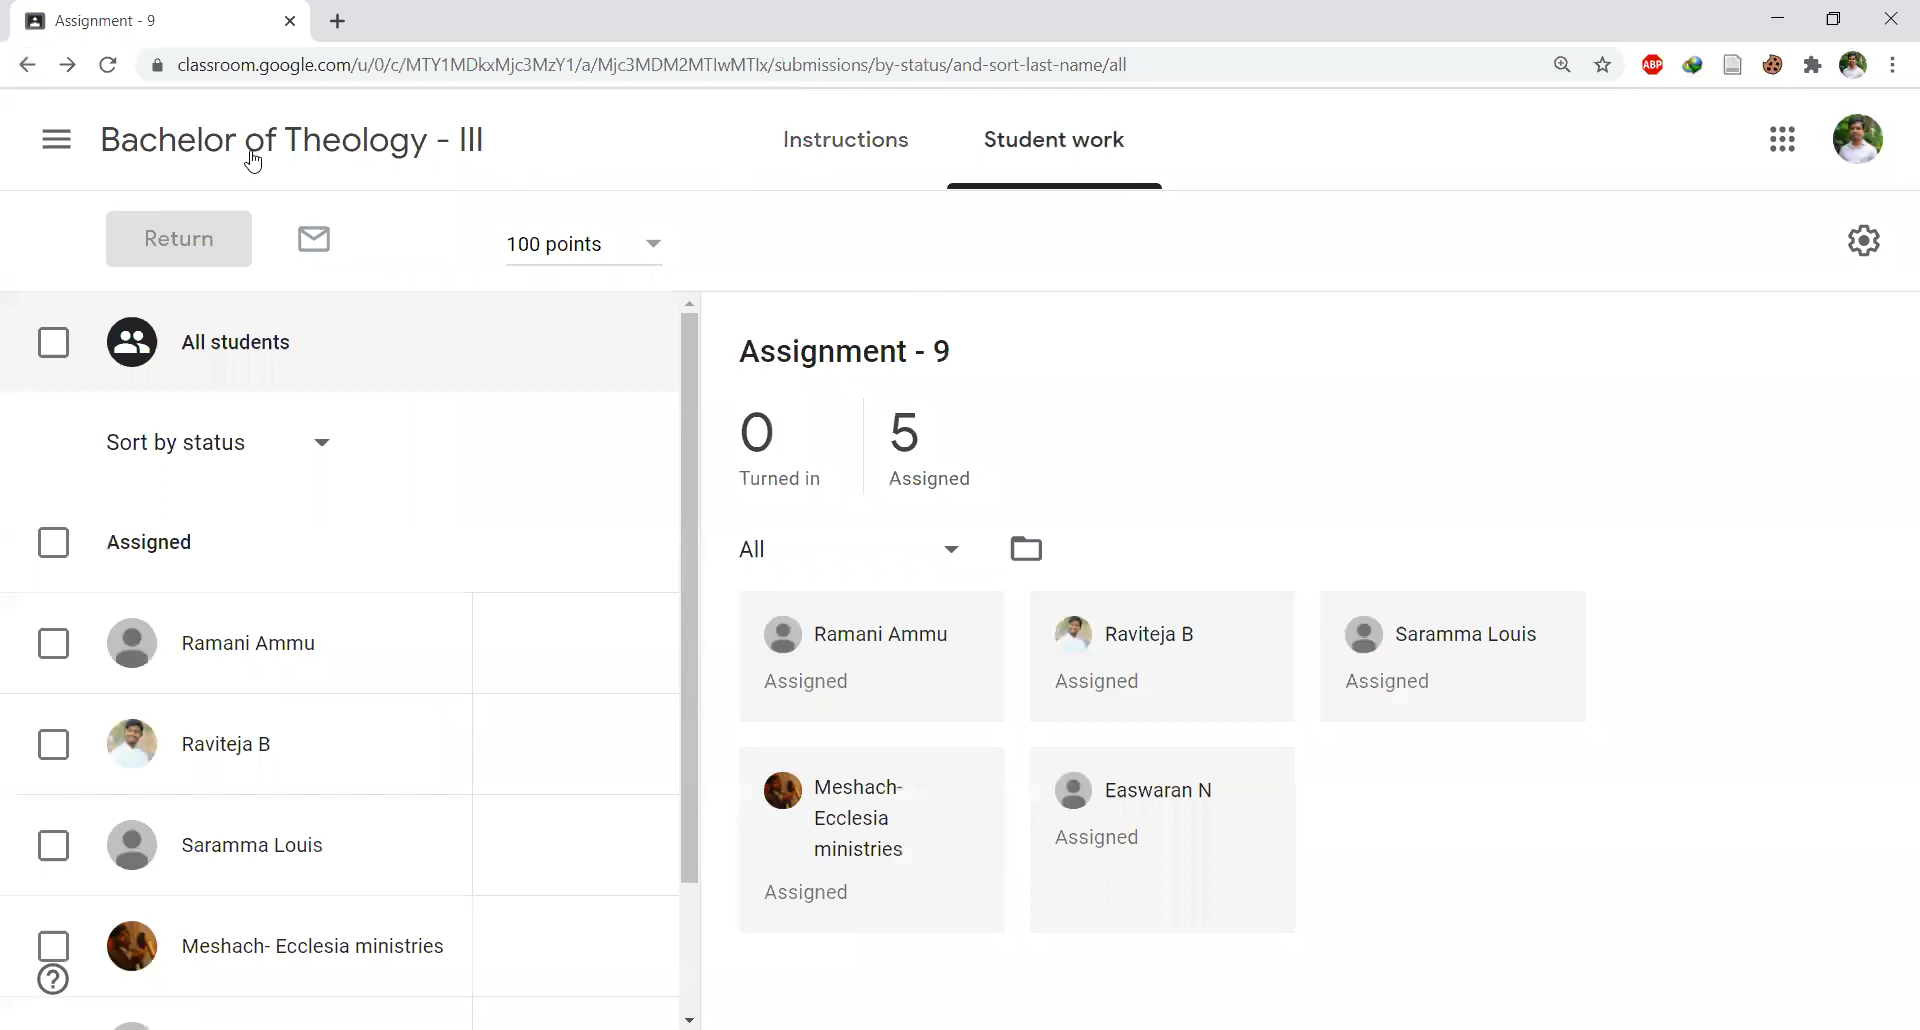 Assignment - 9
classroom.google.com/u/0/c/MTY1MDkxMjc3MzY1/a/Mjc3MDM2MTIwMTIx/submissions/by-status/and-sort-last-name/all
ABP
Bachelor of Theology - III
Instructions
Student work
Return
100 points
All students
Sort by status
Assigned
Ramani Ammu
Raviteja B
Saramma Louis
Meshach- Ecclesia ministries
Assignment - 9
0
Turned in
5
Assigned
All
Ramani Ammu
Assigned
Raviteja B
Assigned
Saramma Louis
Assigned
Meshach-
Ecclesia
ministries
Assigned
Easwaran N
Assigned